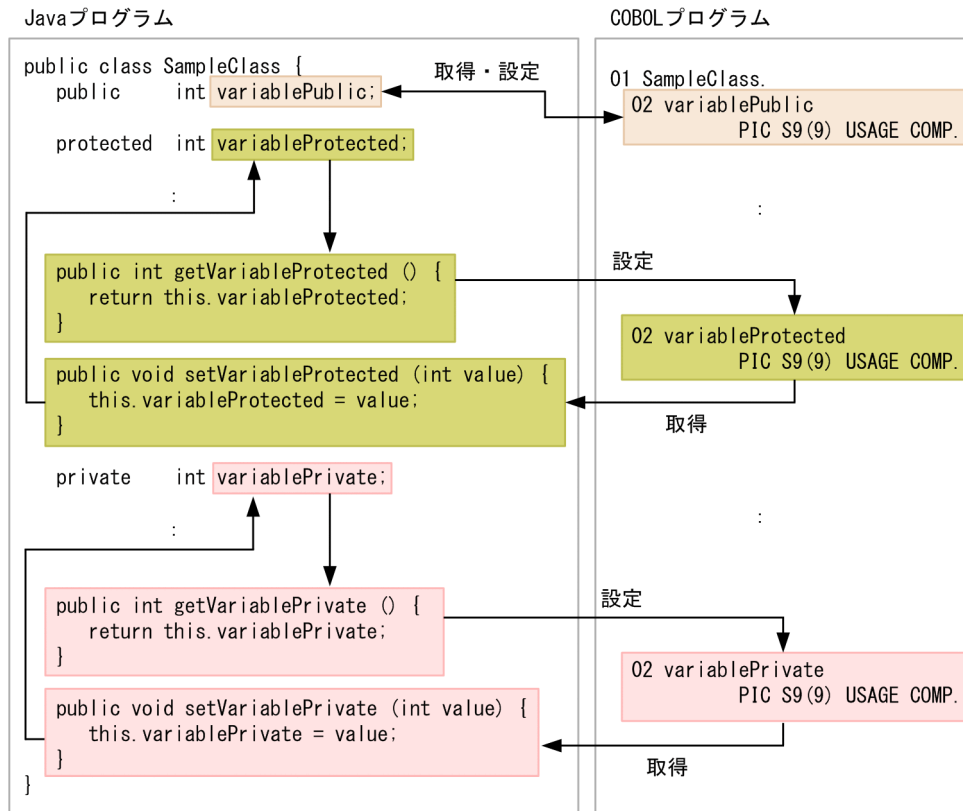 Javaプログラム
public class SampleClass {
public int variablePublic;
protected int variableProtected;
:
public int getVariableProtected () {
return this.variableProtected;
}
public void setVariableProtected (int value) {
this.variableProtected = value;
}
private int variablePrivate;
:
public int getVariablePrivate () {
return this.variablePrivate;
}
public void setVariablePrivate (int value) {
this.variablePrivate = value;
}
}
取得・設定
設定
取得
設定
取得
COBOLプログラム
01 SampleClass.
02 variablePublic
PIC S9(9) USAGE COMP.
:
02 variableProtected
PIC S9(9) USAGE COMP.
:
02 variablePrivate
PIC S9(9) USAGE COMP.